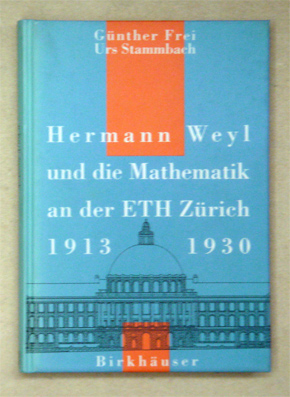 Günther Frei
Urs Stammbach
Hermann Weyl
und die Mathematik
an der ETH Zürich
1913 1930
Birkhäuser